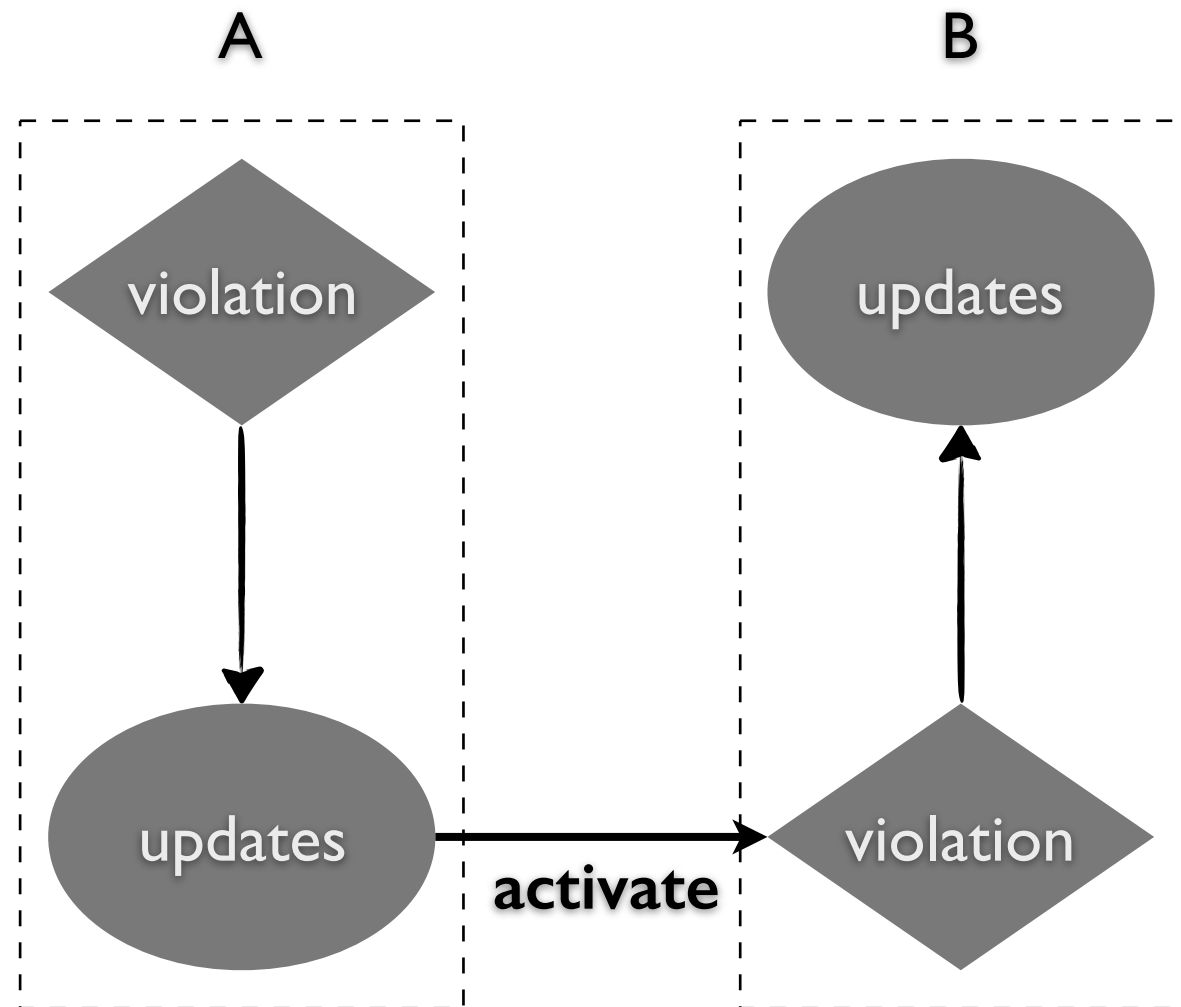 A
B
violation
updates
updates
activate
violation